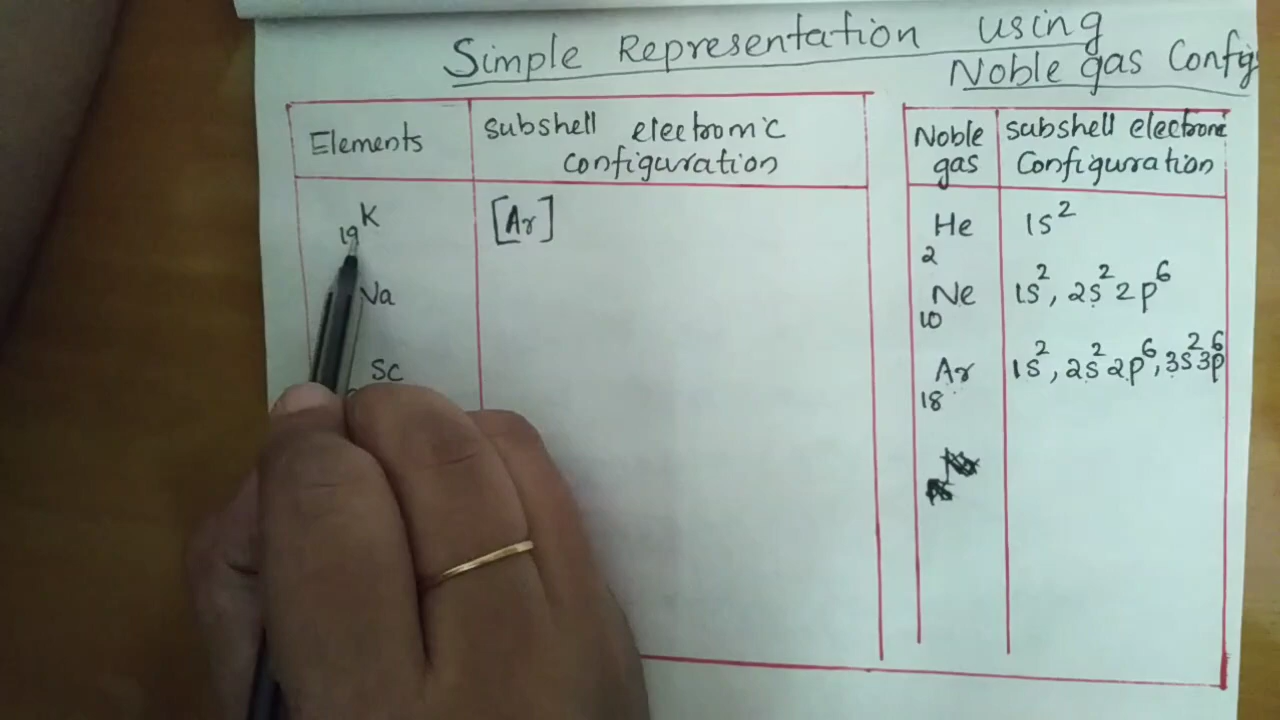 Simple Representation using
Noble gas Config
Elements
subshell electronic
configuration
19K
[Ar]
Na
Sc
Noble
gas
subshell electronic
Configuration
He
2
1s²
Ne
10
1s², 2s² 2p⁶
Ar
18
1s², 2s² 2p⁶, 3s² 3p⁶